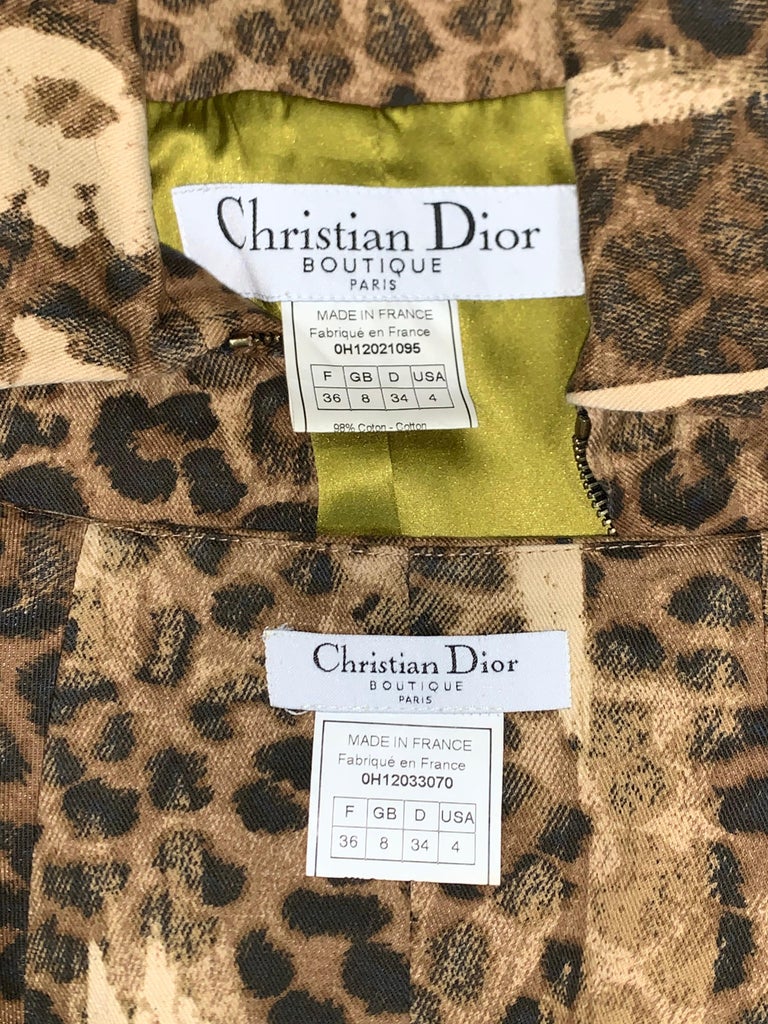 Christian Dior
BOUTIQUE
PARIS
MADE IN FRANCE
Fabriqué en France
0H12021095
F GB D USA
36 8 34 4
98% Coton - Cotton
Christian Dior
BOUTIQUE
PARIS
MADE IN FRANCE
Fabriqué en France
0H12033070
F GB D USA
36 8 34 4